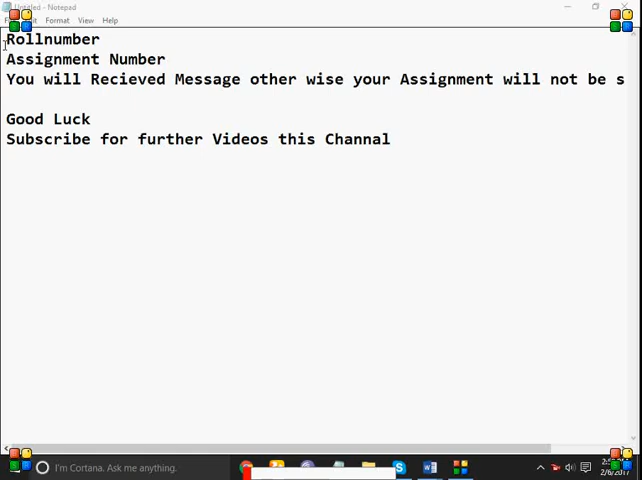 Untitled - Notepad
Format View Help
Rollnumber
Assignment Number
You will Recieved Message other wise your Assignment will not be s
Good Luck
Subscribe for further Videos this Channal
I'm Cortana. Ask me anything.